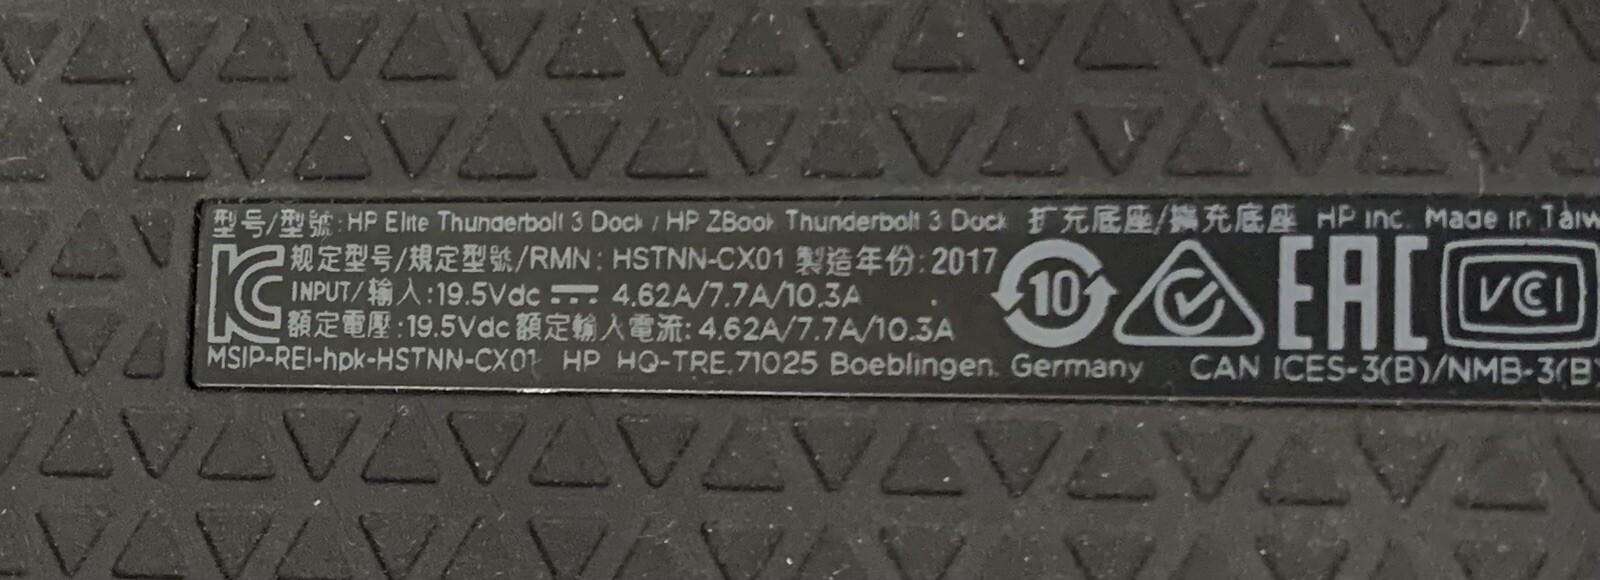 型号/型號: HP Elite Thunderbolt 3 Dock / HP ZBook Thunderbolt 3 Dock 扩充底座/擴充底座 HP Inc. Made in Taiw
规定型号/規定型號/RMN: HSTNN-CX01 製造年份: 2017
INPUT/輸入:19.5Vdc ⎓ 4.62A/7.7A/10.3A
額定電壓:19.5Vdc 額定輸入電流: 4.62A/7.7A/10.3A
10 EAC VCCI
MSIP-REI-hpk-HSTNN-CX01 HP HQ-TRE.71025 Boeblingen. Germany CAN ICES-3(B)/NMB-3(B)